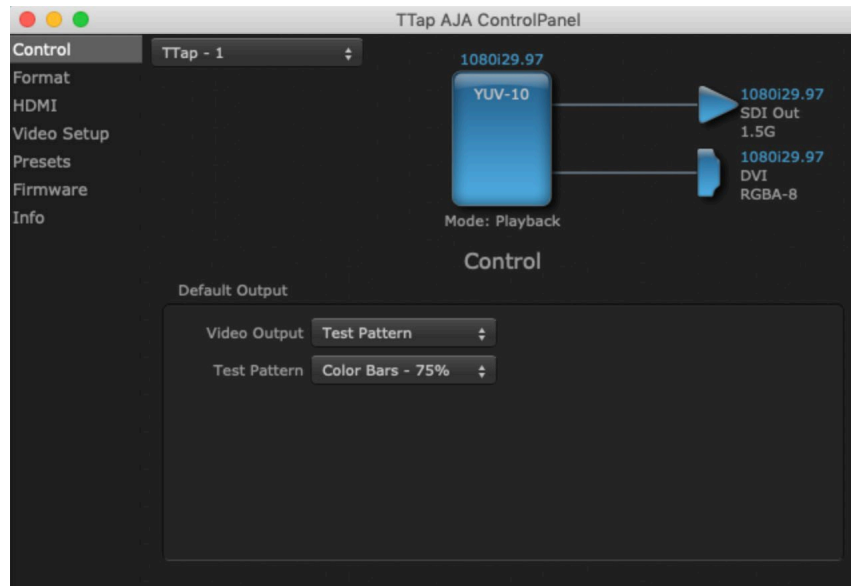 TTap AJA ControlPanel
Control
Format
HDMI
Video Setup
Presets
Firmware
Info
TTap - 1
1080i29.97
YUV-10
Mode: Playback
1080i29.97
SDI Out
1.5G
1080i29.97
DVI
RGBA-8
Control
Default Output
Video Output Test Pattern
Test Pattern Color Bars - 75%